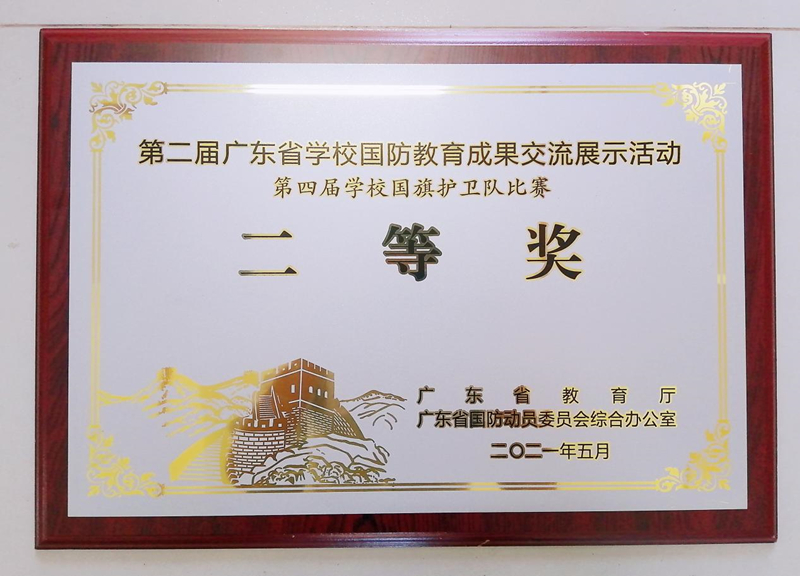 第二届广东省学校国防教育成果交流展示活动
第四届学校国旗护卫队比赛
二等奖
广东省教育厅
广东省国防动员委员会综合办公室
二〇二一年五月